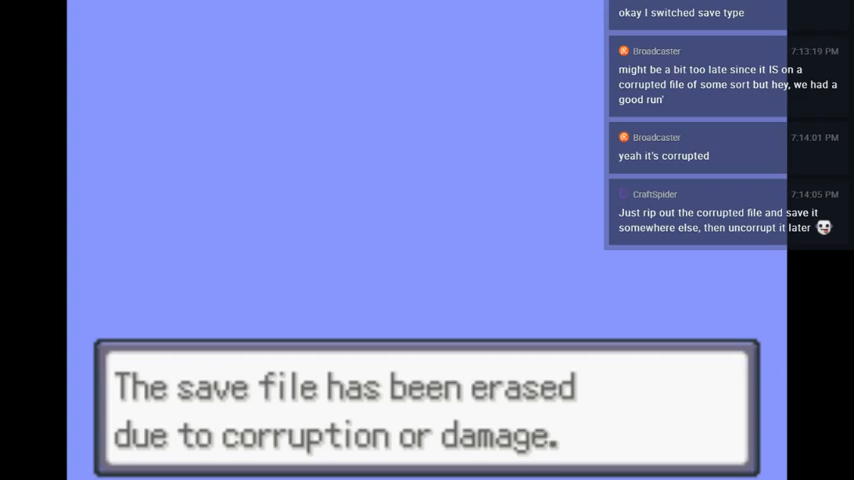 okay I switched save type
Broadcaster 7:13:19 PM
might be a bit too late since it IS on a
corrupted file of some sort but hey, we had a
good run'
Broadcaster 7:14:01 PM
yeah it's corrupted
CraftSpider 7:14:05 PM
Just rip out the corrupted file and save it
somewhere else, then uncorrupt it later
The save file has been erased
due to corruption or damage.